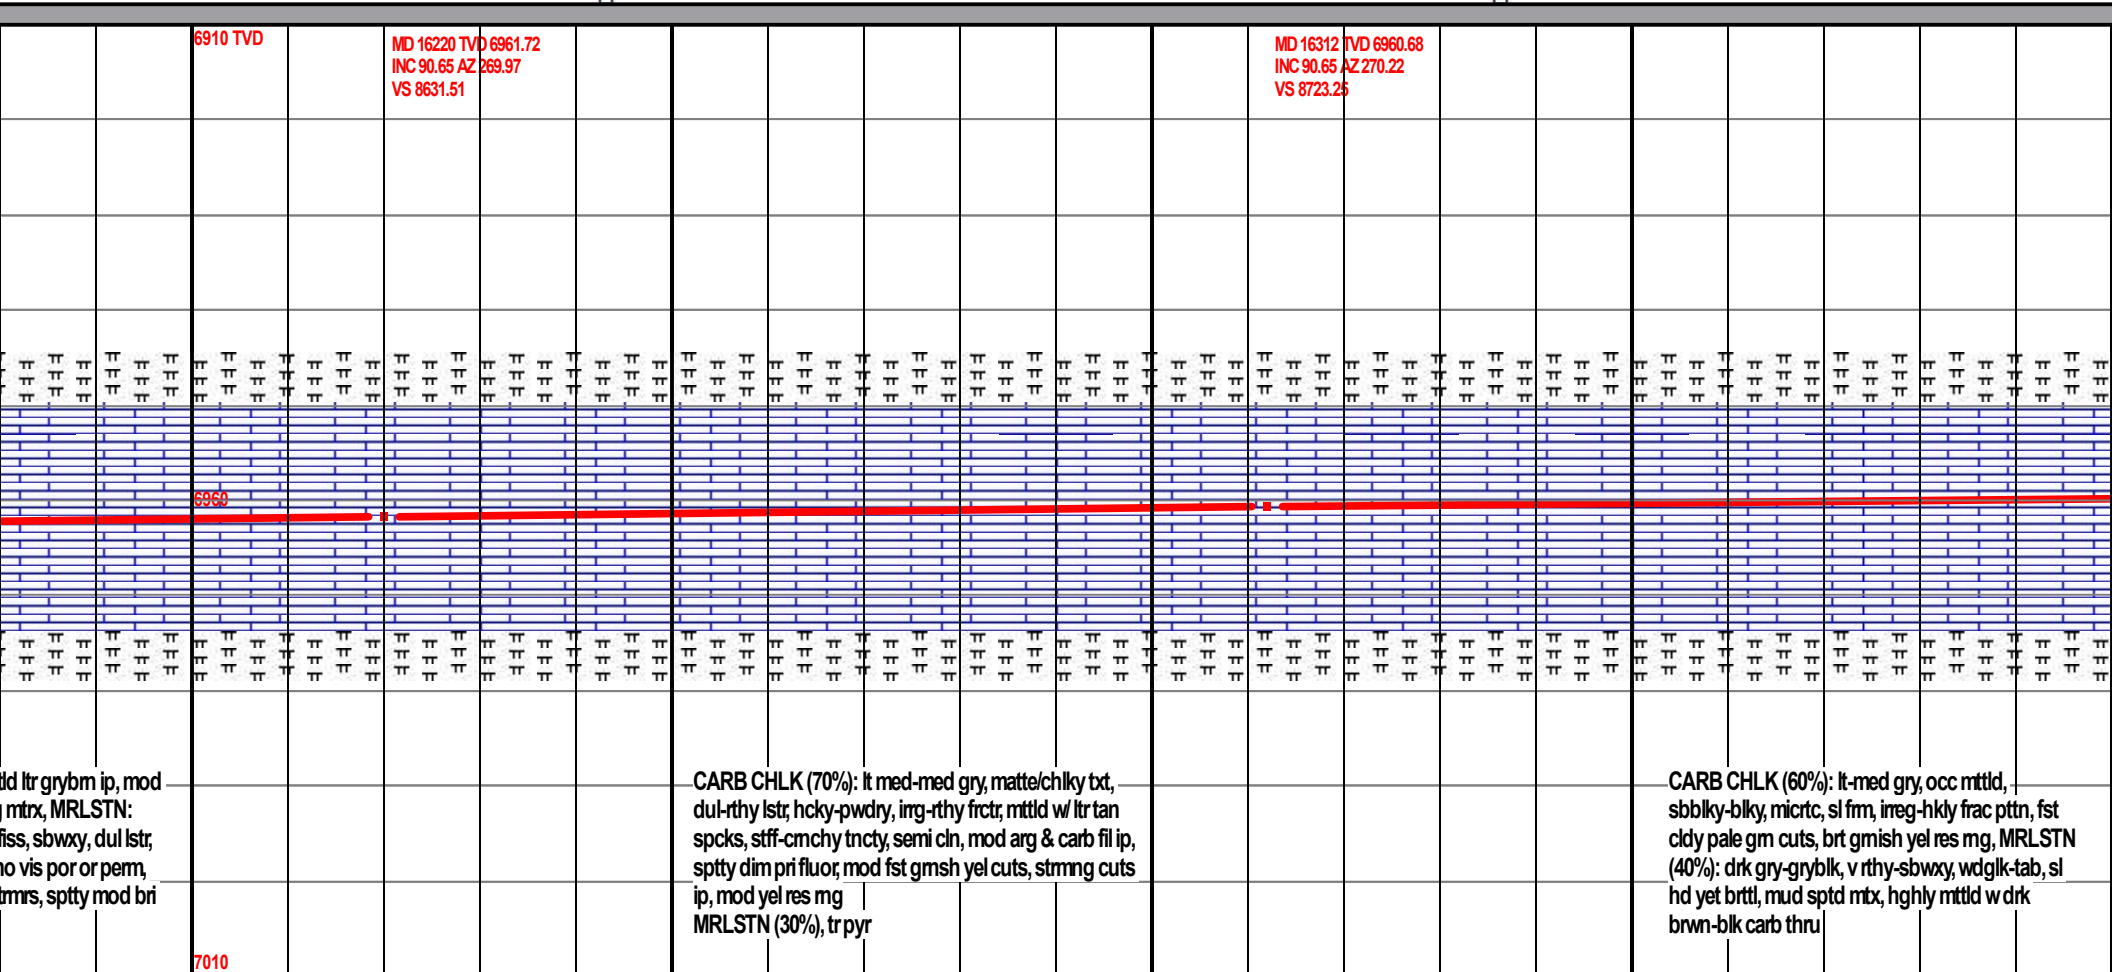 6910 TVD
MD 16220 TVD 6961.72
INC 90.65 AZ 269.97
VS 8631.51
MD 16312 TVD 6960.68
INC 90.65 AZ 270.22
VS 8723.25
6960
ltr grybrn ip, mod
mtrx, MRLSTN:
fiss, sbwxy, dul lstr,
no vis por or perm,
strmrs, sptty mod bri
CARB CHLK (70%): lt med-med gry, matte/chlky txt,
dul-rthy lstr, hcky-pwdry, irrg-rthy frctr, mttld w/ ltr tan
spcks, stff-crnchy tncty, semi cln, mod arg & carb fil ip,
sptty dim pri fluor, mod fst grnsh yel cuts, strmng cuts
ip, mod yel res rng
MRLSTN (30%), tr pyr
CARB CHLK (60%): lt-med gry, occ mttld,
sbblky-blky, micrtc, sl frm, irreg-hkly frac pttn, fst
cldy pale grn cuts, brt grnish yel res rng, MRLSTN
(40%): drk gry-gryblk, v rthy-sbwxy, wdglk-tab, sl
hd yet brttl, mud sptd mtx, hghly mttld w drk
brwn-blk carb thru
7010